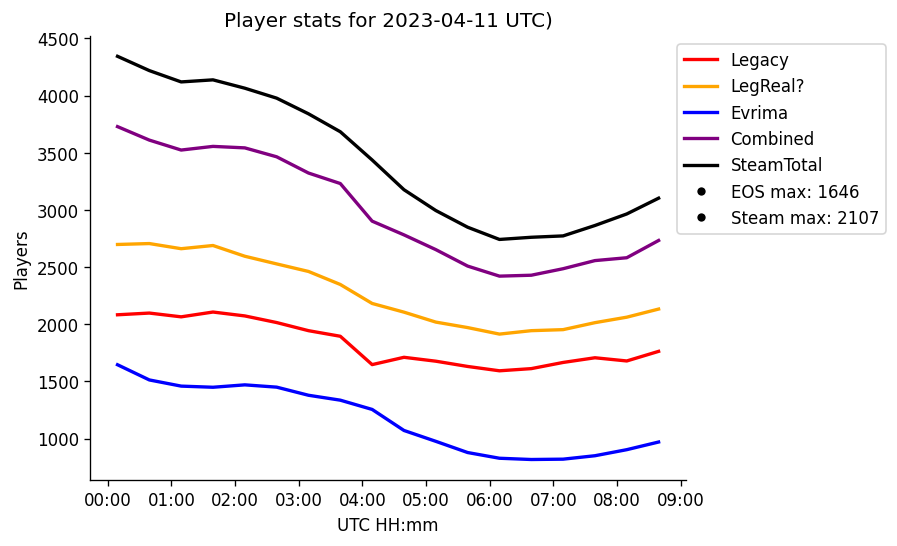 Player stats for 2023-04-11 UTC)
4500
4000
3500
3000
2500
2000
1500
1000
Players
00:00 01:00 02:00 03:00 04:00 05:00 06:00 07:00 08:00 09:00
UTC HH:mm
Legacy
LegReal?
Evrima
Combined
SteamTotal
EOS max: 1646
Steam max: 2107